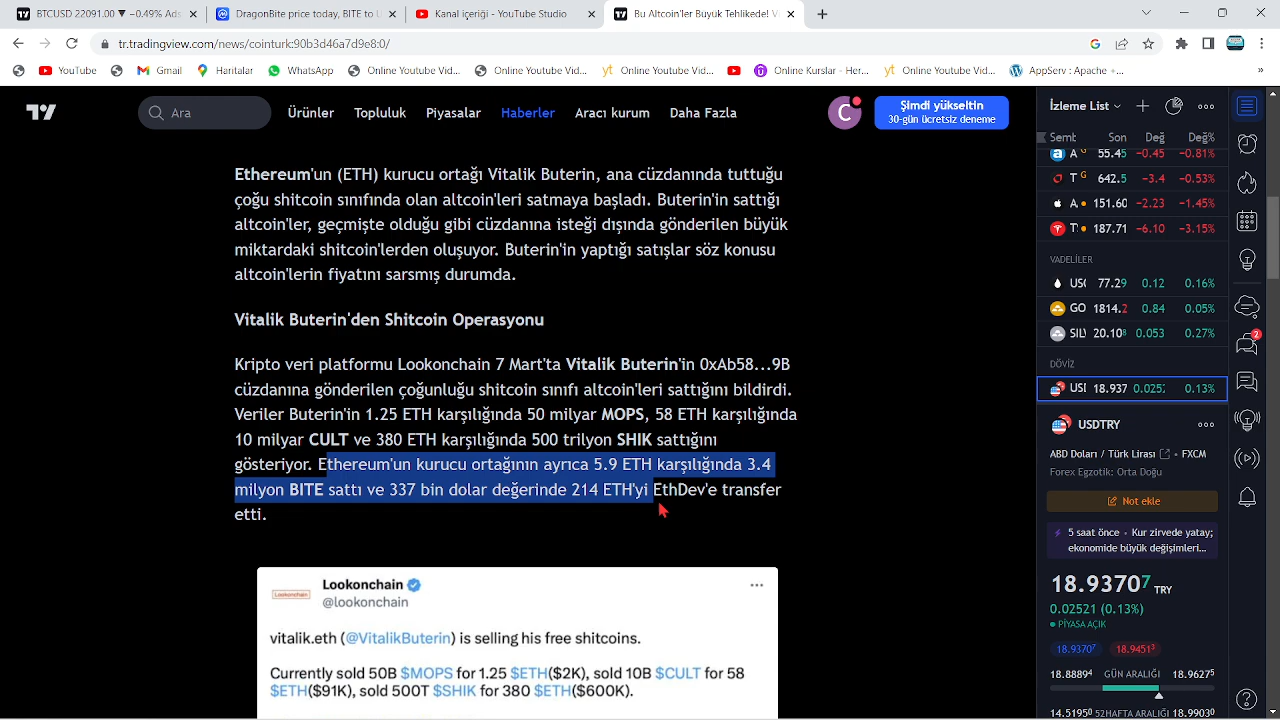 BTCUSD 22091.00 ▼ −0.49% Ads
DragonBite price today, BITE to U
Kanal içeriği - YouTube Studio
Bu Altcoin'ler Büyük Tehlikede! V
tr.tradingview.com/news/cointurk:c90b3d46a7d9e8:0/
YouTube
Gmail
Haritalar
WhatsApp
Online Youtube Vid...
Online Youtube Vid...
Online Youtube Vid...
Online Kurslar - Her...
Online Youtube Vid...
AppServ : Apache +...
»
Ara
Ürünler
Topluluk
Piyasalar
Haberler
Aracı kurum
Daha Fazla
C
Şimdi yükseltin
30-gün ücretsiz deneme
Ethereum'un (ETH) kurucu ortağı Vitalik Buterin, ana cüzdanında tuttuğu
çoğu shitcoin sınıfında olan altcoin'leri satmaya başladı. Buterin'in sattığı
altcoin'ler, geçmişte olduğu gibi cüzdanına isteği dışında gönderilen büyük
miktardaki shitcoin'lerden oluşuyor. Buterin'in yaptığı satışlar söz konusu
altcoin'lerin fiyatını sarsmış durumda.
Vitalik Buterin'den Shitcoin Operasyonu
Kripto veri platformu Lookonchain 7 Mart'ta Vitalik Buterin'in 0xAb58...9B
cüzdanına gönderilen çoğunluğu shitcoin sınıfı altcoin'leri sattığını bildirdi.
Veriler Buterin'in 1.25 ETH karşılığında 50 milyar MOPS, 58 ETH karşılığında
10 milyar CULT ve 380 ETH karşılığında 500 trilyon SHIK sattığını
gösteriyor. Ethereum'un kurucu ortağının ayrıca 5.9 ETH karşılığında 3.4
milyon BITE sattı ve 337 bin dolar değerinde 214 ETH'yi EthDev'e transfer
etti.
Lookonchain
Lookonchain
@lookonchain
vitalik.eth (@VitalikButerin) is selling his free shitcoins.
Currently sold 50B $MOPS for 1.25 $ETH($2K), sold 10B $CULT for 58
$ETH($91K), sold 500T $SHIK for 380 $ETH($600K).
İzleme List
Semb Son Değ Değ%
A G 55.45 −0.45 −0.81%
T G 642.5 −3.4 −0.53%
A 151.60 −2.23 −1.45%
T 187.71 −6.10 −3.15%
VADELİLER
USO 77.29 0.12 0.16%
GO 1814.2 0.84 0.05%
SIL 20.108 0.053 0.27%
DÖVİZ
USI 18.937 0.0252 0.13%
USDTRY
ABD Doları / Türk Lirası FXCM
Forex Egzotik: Orta Doğu
Not ekle
5 saat önce • Kur zirvede yatay;
ekonomide büyük değişimleri...
18.93707 TRY
0.02521 (0.13%)
PİYASA AÇIK
18.93707 18.94513
18.88894 GÜN ARALIĞI 18.96275
14.51950 52HAFTA ARALIĞI 18.99030
2